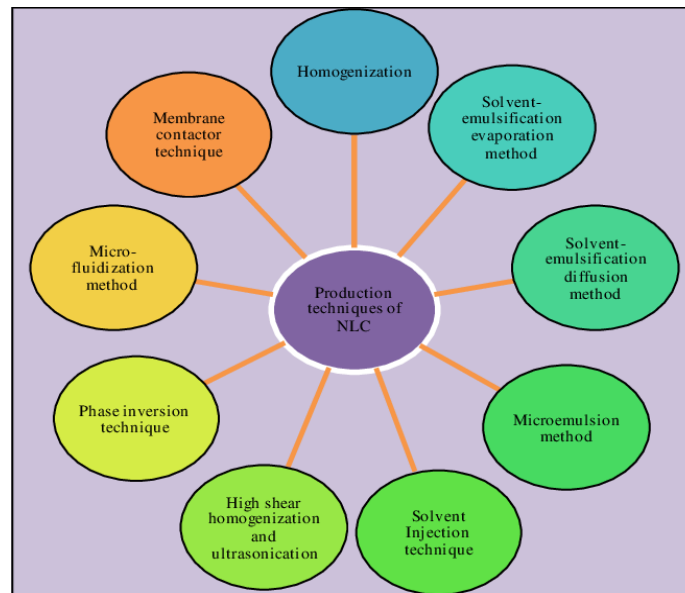 Homogenization
Solvent-
emulsification
evaporation
method
Solvent-
emulsification
diffusion
method
Microemulsion
method
Solvent
Injection
technique
High shear
homogenization
and
ultrasonication
Phase inversion
technique
Micro-
fluidization
method
Membrane
contactor
technique
Production
techniques of
NLC